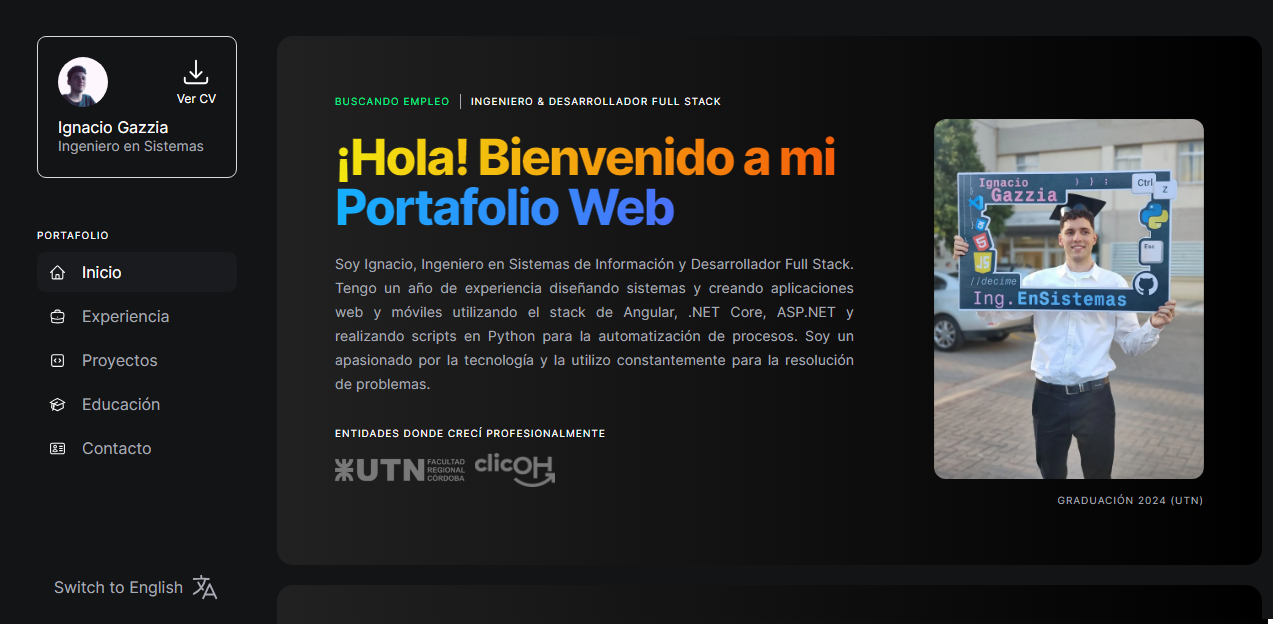 Ver CV
Ignacio Gazzia
Ingeniero en Sistemas
PORTAFOLIO
Inicio
Experiencia
Proyectos
Educación
Contacto
Switch to English
BUSCANDO EMPLEO | INGENIERO & DESARROLLADOR FULL STACK
¡Hola! Bienvenido a mi
Portafolio Web
Soy Ignacio, Ingeniero en Sistemas de Información y Desarrollador Full Stack.
Tengo un año de experiencia diseñando sistemas y creando aplicaciones
web y móviles utilizando el stack de Angular, .NET Core, ASP.NET y
realizando scripts en Python para la automatización de procesos. Soy un
apasionado por la tecnología y la utilizo constantemente para la resolución
de problemas.
ENTIDADES DONDE CRECÍ PROFESIONALMENTE
UTN FACULTAD
REGIONAL
CÓRDOBA
clicOH
Ignacio
Gazzia
} } ;
Ctrl
Z
Esc
5
JS
//decime
Ing.EnSistemas
GRADUACIÓN 2024 (UTN)